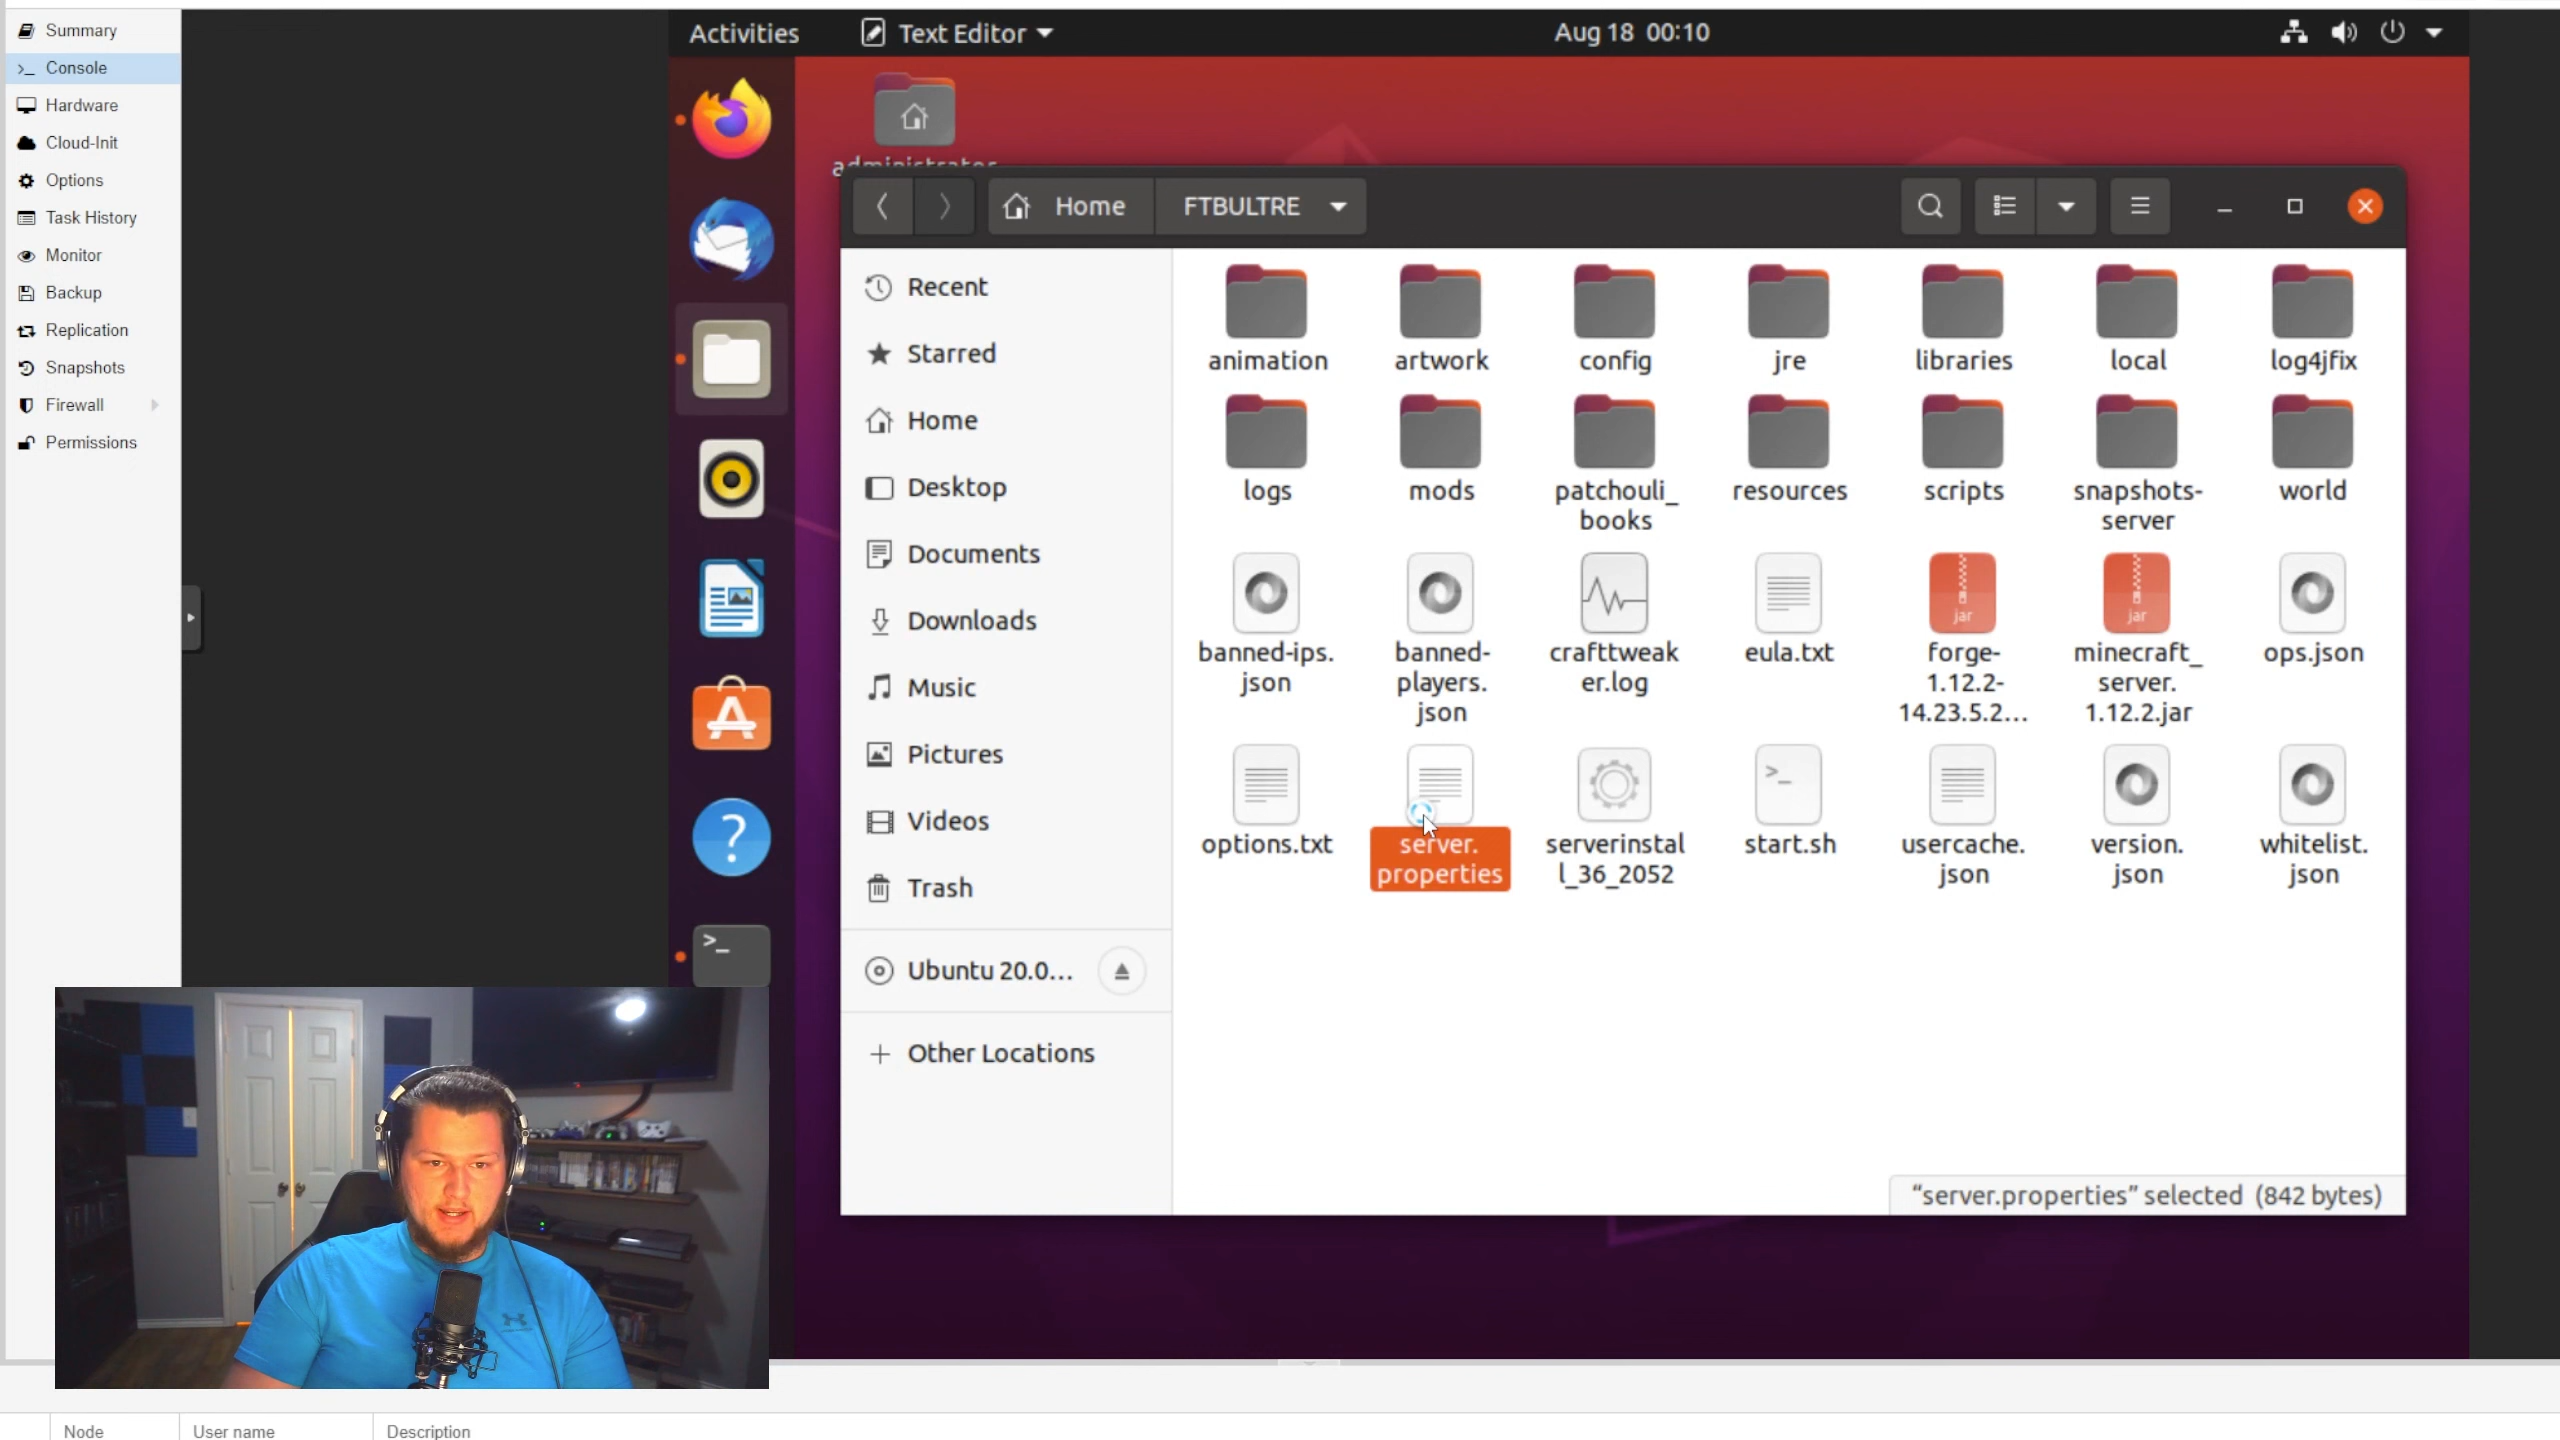 Summary
Console
Hardware
Cloud-Init
Options
Task History
Monitor
Backup
Replication
Snapshots
Firewall
Permissions
Activities
Text Editor
Aug 18 00:10
administrator
Home
FTBULTRE
Recent
Starred
Home
Desktop
Documents
Downloads
Music
Pictures
Videos
Trash
Ubuntu 20.0...
Other Locations
animation
artwork
config
jre
libraries
local
log4jfix
logs
mods
patchouli_
books
resources
scripts
snapshots-
server
world
banned-ips.
json
banned-
players.
json
crafttweak
er.log
eula.txt
jar
forge-
1.12.2-
14.23.5.2...
jar
minecraft_
server.
1.12.2.jar
ops.json
options.txt
server.
properties
serverinstal
l_36_2052
start.sh
usercache.
json
version.
json
whitelist.
json
"server.properties" selected (842 bytes)
Node
User name
Description